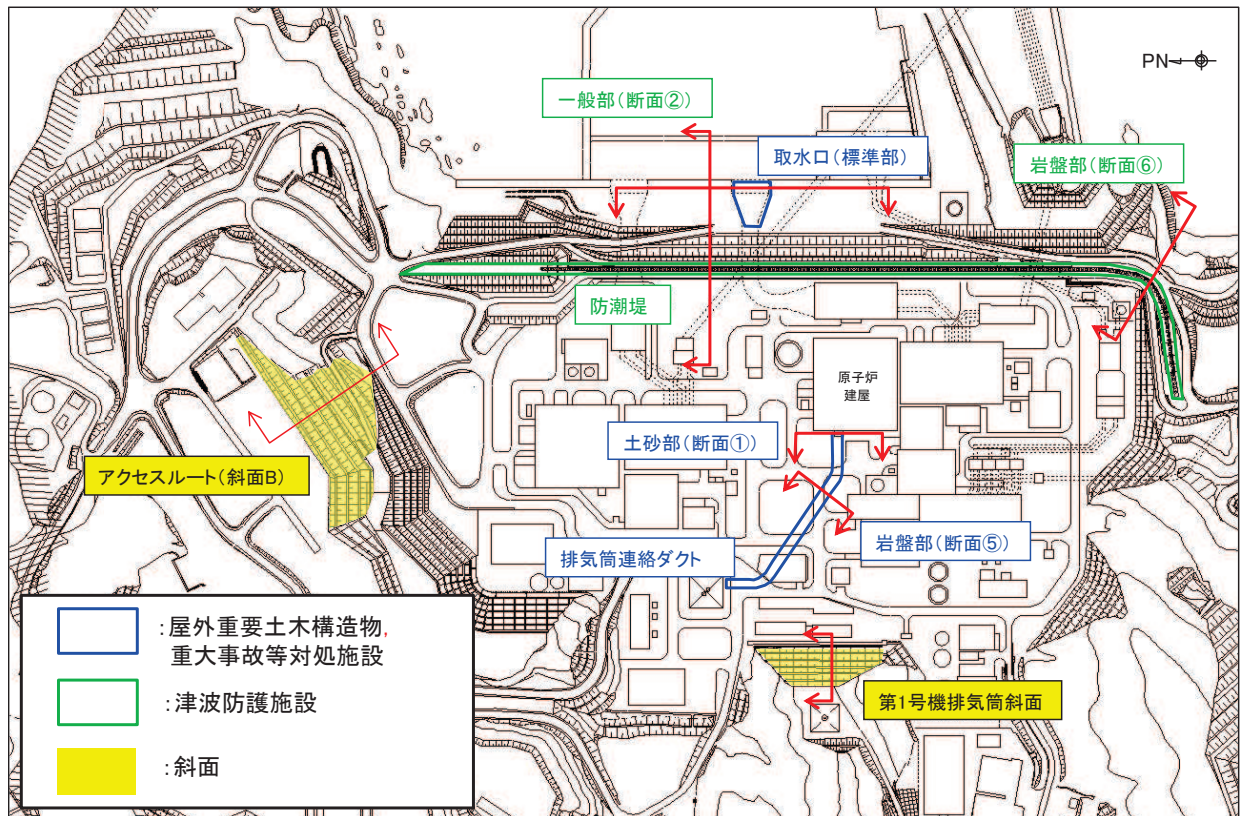 PN
一般部(断面②)
取水口(標準部)
岩盤部(断面⑥)
防潮堤
原子炉
建屋
土砂部(断面①)
アクセスルート(斜面B)
排気筒連絡ダクト
岩盤部(断面⑤)
第1号機排気筒斜面
:屋外重要土木構造物,
重大事故等対処施設
:津波防護施設
:斜面